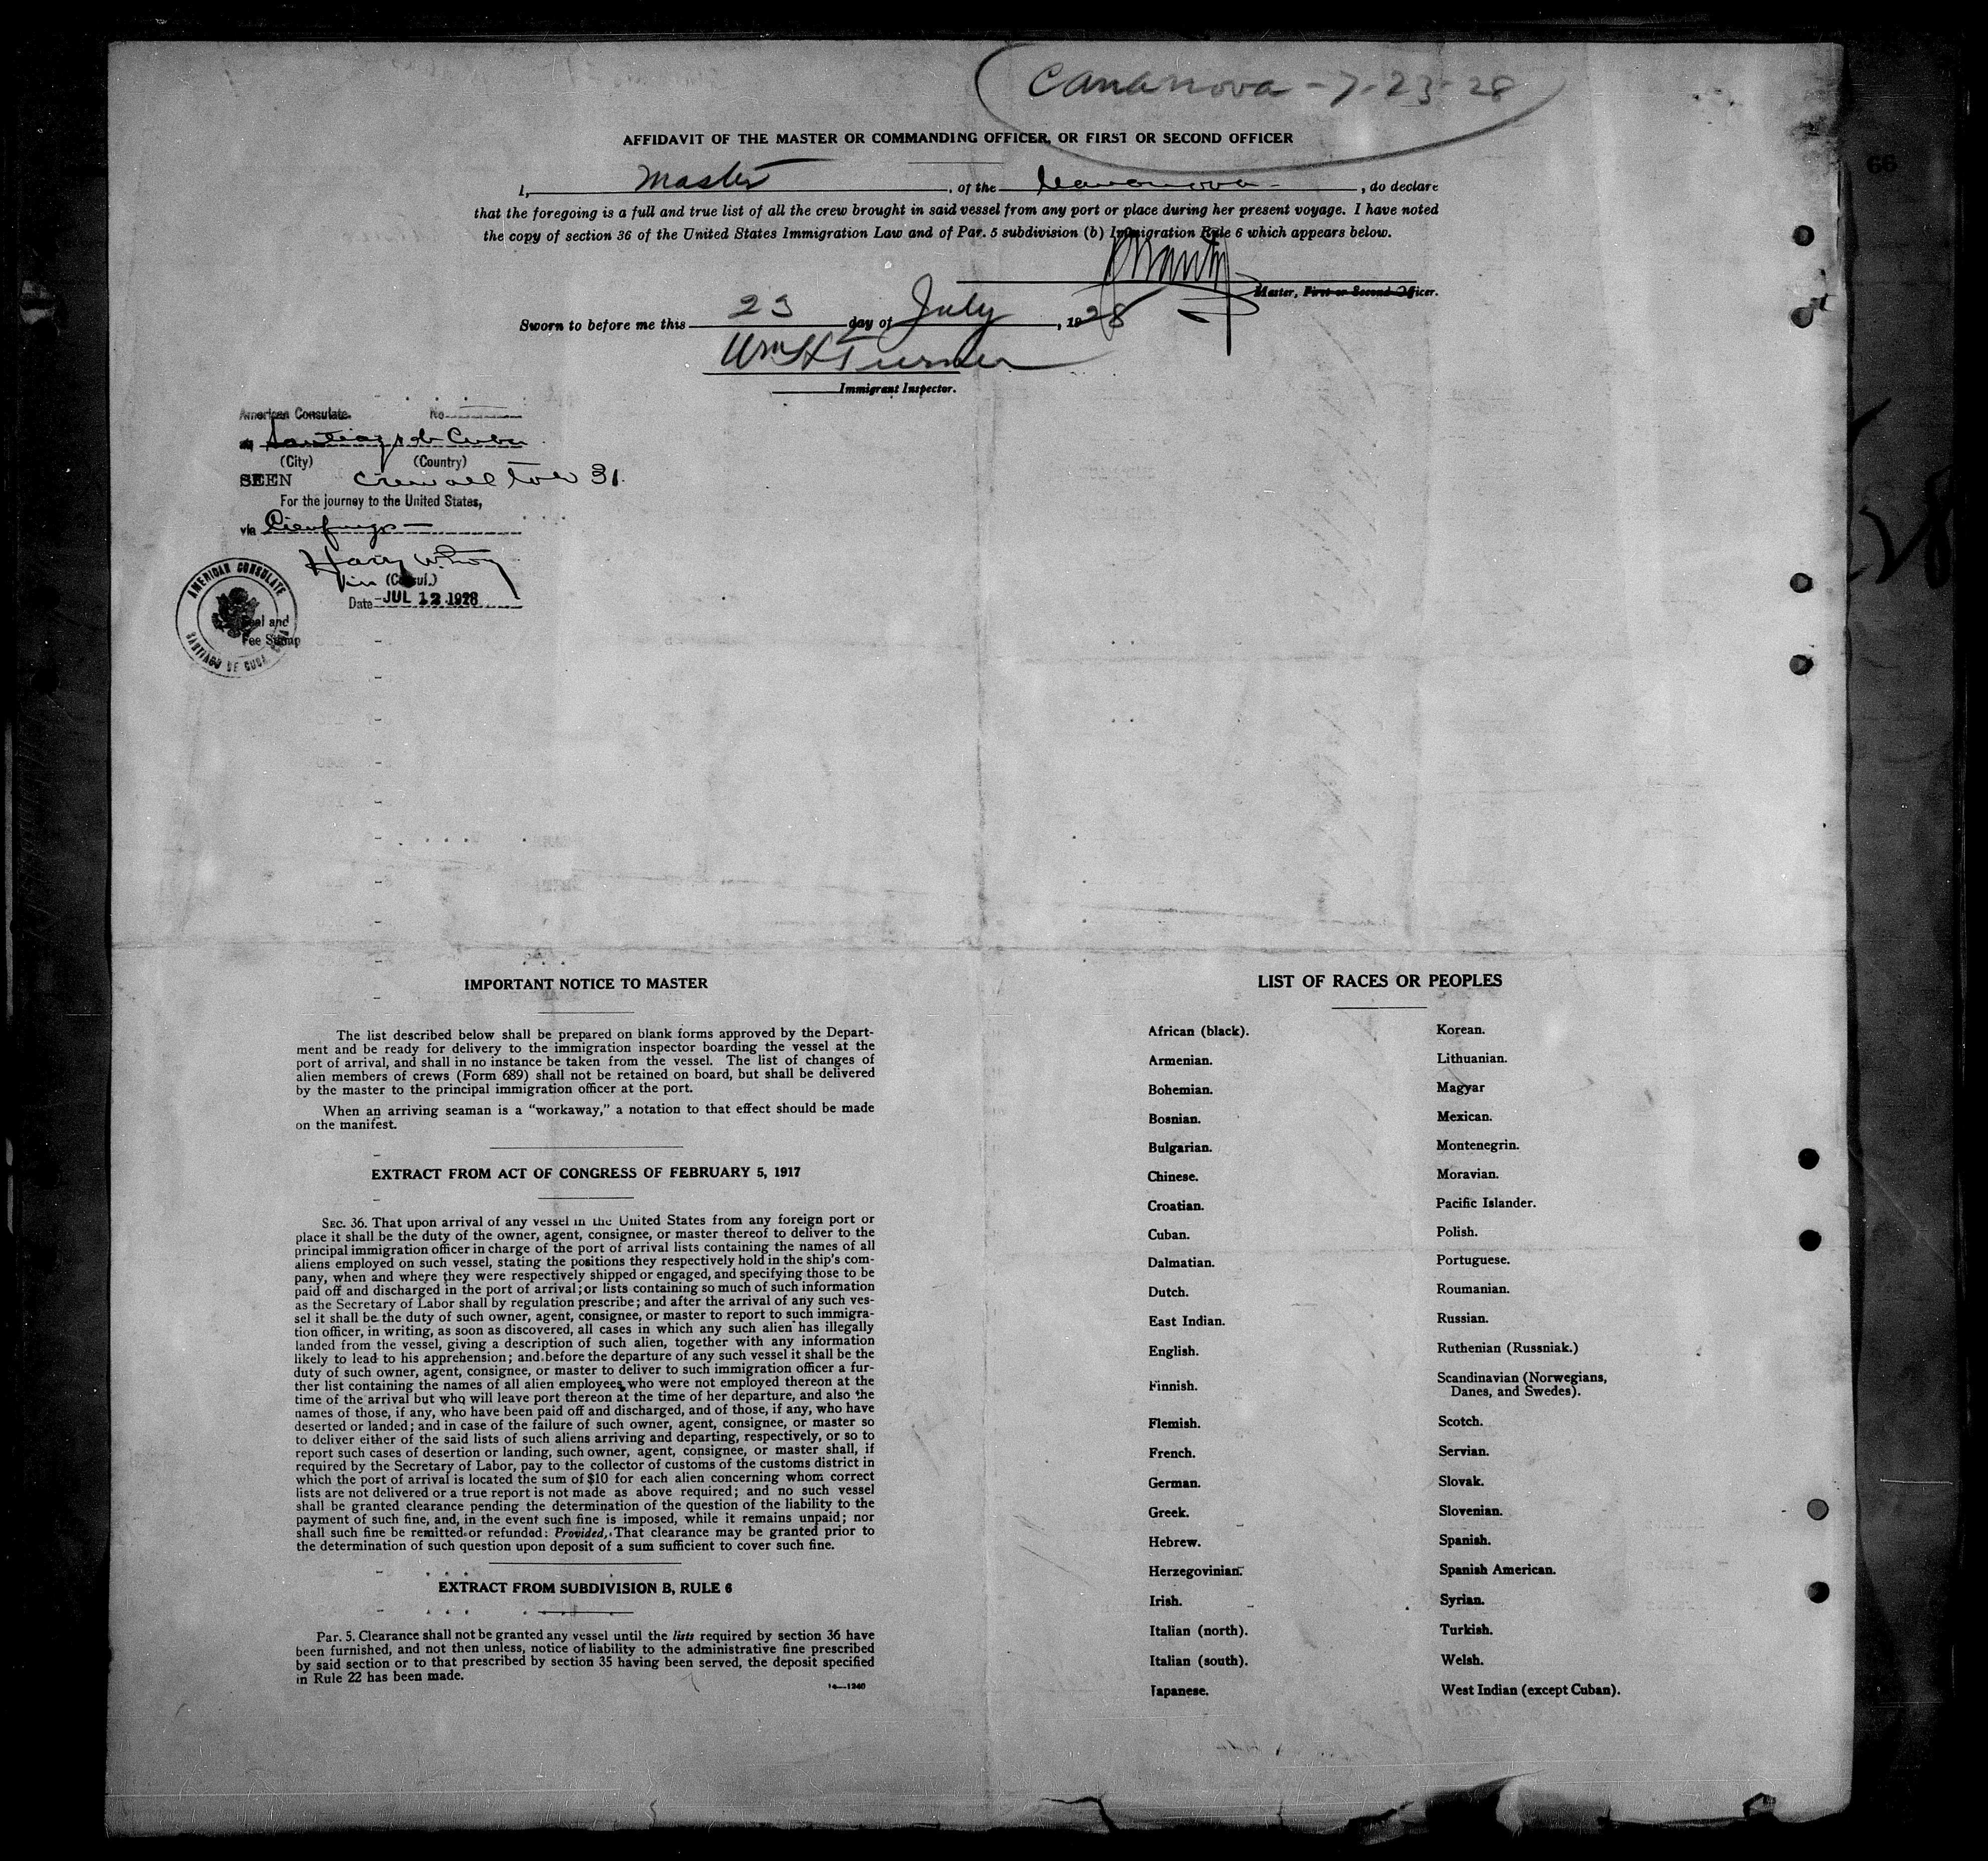 Cananova - 7-23-28
66
AFFIDAVIT OF THE MASTER OR COMMANDING OFFICER, OR FIRST OR SECOND OFFICER
I, Master, of the Cananova, do declare
that the foregoing is a full and true list of all the crew brought in said vessel from any port or place during her present voyage. I have noted
the copy of section 36 of the United States Immigration Law and of Par. 5 subdivision (b) Immigration Rule 6 which appears below.
Master, First or Second Officer.
Sworn to before me this 23 day of July, 1928
Wm H Turner
Immigrant Inspector.
American Consulate. No
at Santiago de Cuba
(City) (Country)
SEEN Crew all told 31.
For the journey to the United States,
via Cienfuegos
Harry W.
Vice (Consul.)
Date JUL 12 1928
AMERICAN CONSULATE
Seal and
Fee Stamp
SANTIAGO DE CUBA
IMPORTANT NOTICE TO MASTER
The list described below shall be prepared on blank forms approved by the Depart-
ment and be ready for delivery to the immigration inspector boarding the vessel at the
port of arrival, and shall in no instance be taken from the vessel. The list of changes of
alien members of crews (Form 689) shall not be retained on board, but shall be delivered
by the master to the principal immigration officer at the port.
When an arriving seaman is a "workaway," a notation to that effect should be made
on the manifest.
EXTRACT FROM ACT OF CONGRESS OF FEBRUARY 5, 1917
SEC. 36. That upon arrival of any vessel in the United States from any foreign port or
place it shall be the duty of the owner, agent, consignee, or master thereof to deliver to the
principal immigration officer in charge of the port of arrival lists containing the names of all
aliens employed on such vessel, stating the positions they respectively hold in the ship's com-
pany, when and where they were respectively shipped or engaged, and specifying those to be
paid off and discharged in the port of arrival; or lists containing so much of such information
as the Secretary of Labor shall by regulation prescribe; and after the arrival of any such ves-
sel it shall be the duty of such owner, agent, consignee, or master to report to such immigra-
tion officer, in writing, as soon as discovered, all cases in which any such alien has illegally
landed from the vessel, giving a description of such alien, together with any information
likely to lead to his apprehension; and before the departure of any such vessel it shall be the
duty of such owner, agent, consignee, or master to deliver to such immigration officer a fur-
ther list containing the names of all alien employees who were not employed thereon at the
time of the arrival but who will leave port thereon at the time of her departure, and also the
names of those, if any, who have been paid off and discharged, and of those, if any, who have
deserted or landed; and in case of the failure of such owner, agent, consignee, or master so
to deliver either of the said lists of such aliens arriving and departing, respectively, or so to
report such cases of desertion or landing, such owner, agent, consignee, or master shall, if
required by the Secretary of Labor, pay to the collector of customs of the customs district in
which the port of arrival is located the sum of $10 for each alien concerning whom correct
lists are not delivered or a true report is not made as above required; and no such vessel
shall be granted clearance pending the determination of the question of the liability to the
payment of such fine, and, in the event such fine is imposed, while it remains unpaid; nor
shall such fine be remitted or refunded: Provided, That clearance may be granted prior to
the determination of such question upon deposit of a sum sufficient to cover such fine.
EXTRACT FROM SUBDIVISION B, RULE 6
Par. 5. Clearance shall not be granted any vessel until the lists required by section 36 have
been furnished, and not then unless, notice of liability to the administrative fine prescribed
by said section or to that prescribed by section 35 having been served, the deposit specified
in Rule 22 has been made.
14—1240
LIST OF RACES OR PEOPLES
African (black).
Armenian.
Bohemian.
Bosnian.
Bulgarian.
Chinese.
Croatian.
Cuban.
Dalmatian.
Dutch.
East Indian.
English.
Finnish.
Flemish.
French.
German.
Greek.
Hebrew.
Herzegovinian.
Irish.
Italian (north).
Italian (south).
Japanese.
Korean.
Lithuanian.
Magyar
Mexican.
Montenegrin.
Moravian.
Pacific Islander.
Polish.
Portuguese.
Roumanian.
Russian.
Ruthenian (Russniak.)
Scandinavian (Norwegians,
Danes, and Swedes).
Scotch.
Servian.
Slovak.
Slovenian.
Spanish.
Spanish American.
Syrian.
Turkish.
Welsh.
West Indian (except Cuban).